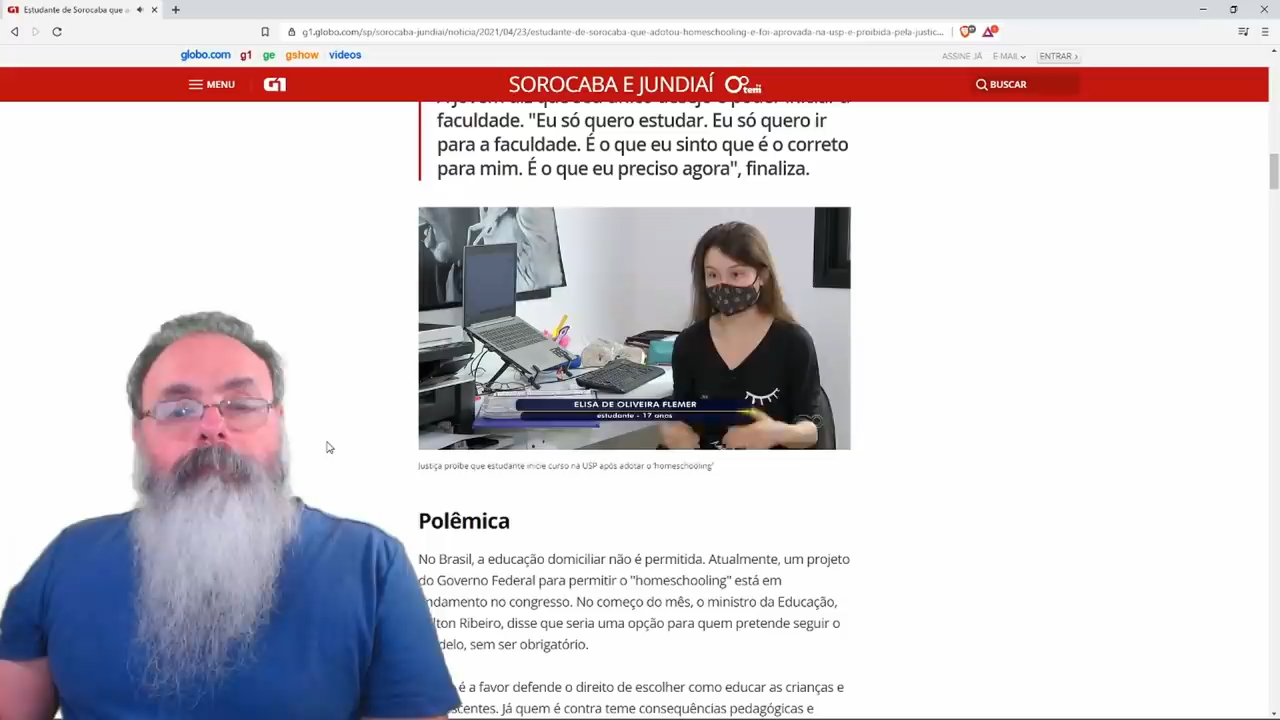 G1 Estudante de Sorocaba que
g1.globo.com/sp/sorocaba-jundiai/noticia/2021/04/23/estudante-de-sorocaba-que-adotou-homeschooling-e-foi-aprovada-na-usp-e-proibida-pela-justic...
globo.com g1 ge gshow videos
ASSINE JÁ E-MAIL ENTRAR ›
MENU G1 SOROCABA E JUNDIAÍ tem BUSCAR
faculdade. "Eu só quero estudar. Eu só quero ir
para a faculdade. É o que eu sinto que é o correto
para mim. É o que eu preciso agora", finaliza.
ELISA DE OLIVEIRA FLEMER
estudante - 17 anos
Justiça proíbe que estudante inicie curso na USP após adotar o 'homeschooling'
Polêmica
No Brasil, a educação domiciliar não é permitida. Atualmente, um projeto
do Governo Federal para permitir o "homeschooling" está em
ndamento no congresso. No começo do mês, o ministro da Educação,
lton Ribeiro, disse que seria uma opção para quem pretende seguir o
delo, sem ser obrigatório.
é a favor defende o direito de escolher como educar as crianças e
scentes. Já quem é contra teme consequências pedagógicas e